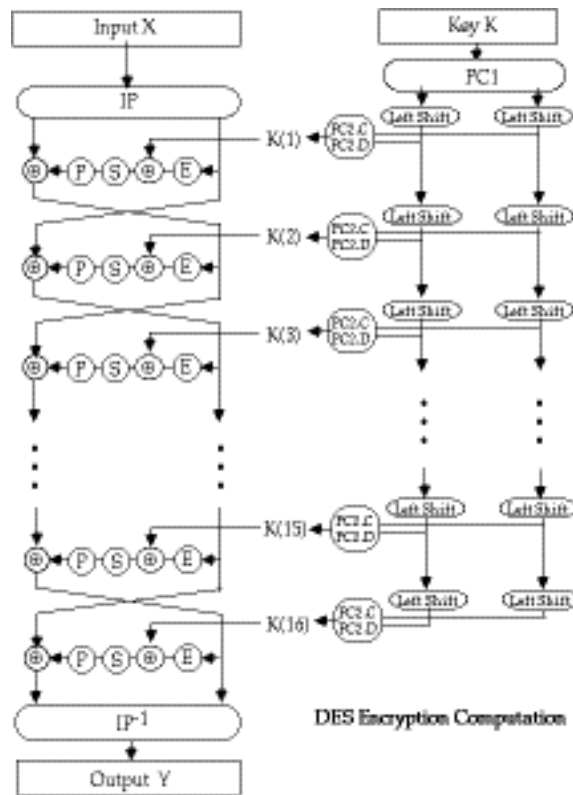 Input X
Key K
IP
PC1
Left Shift Left Shift
PC2.C
PC2.D
K(1)
⊕ P S ⊕ E
Left Shift Left Shift
PC2.C
PC2.D
K(2)
⊕ P S ⊕ E
Left Shift Left Shift
PC2.C
PC2.D
K(3)
⊕ P S ⊕ E
Left Shift Left Shift
PC2.C
PC2.D
K(15)
⊕ P S ⊕ E
Left Shift Left Shift
PC2.C
PC2.D
K(16)
⊕ P S ⊕ E
IP-1
DES Encryption Computation
Output Y